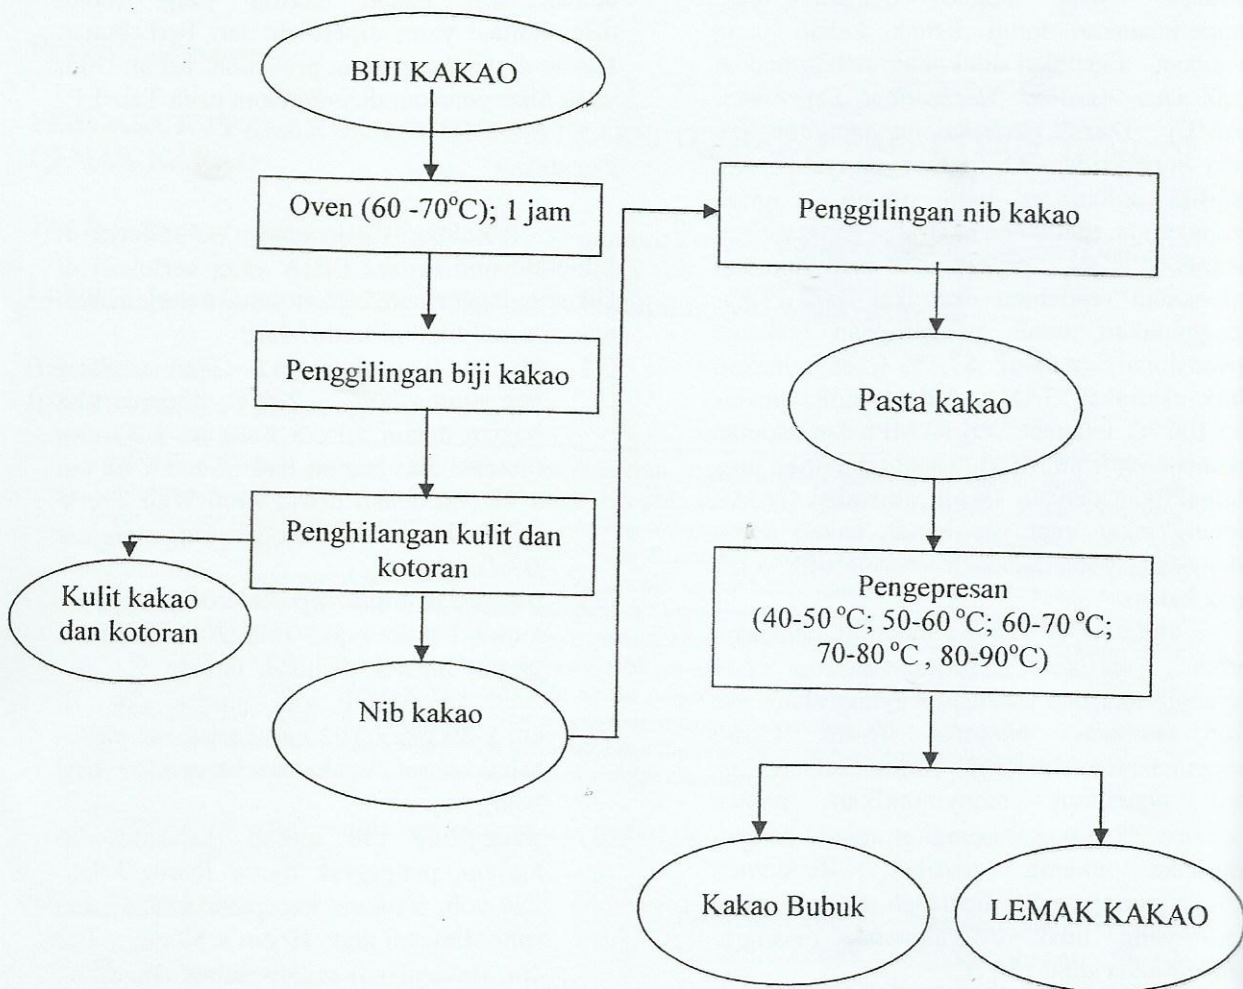 BIJI KAKAO
Oven (60 -70°C); 1 jam
Penggilingan biji kakao
Penghilangan kulit dan
kotoran
Kulit kakao
dan kotoran
Nib kakao
Penggilingan nib kakao
Pasta kakao
Pengepresan
(40-50 °C; 50-60 °C; 60-70 °C;
70-80 °C , 80-90°C)
Kakao Bubuk
LEMAK KAKAO